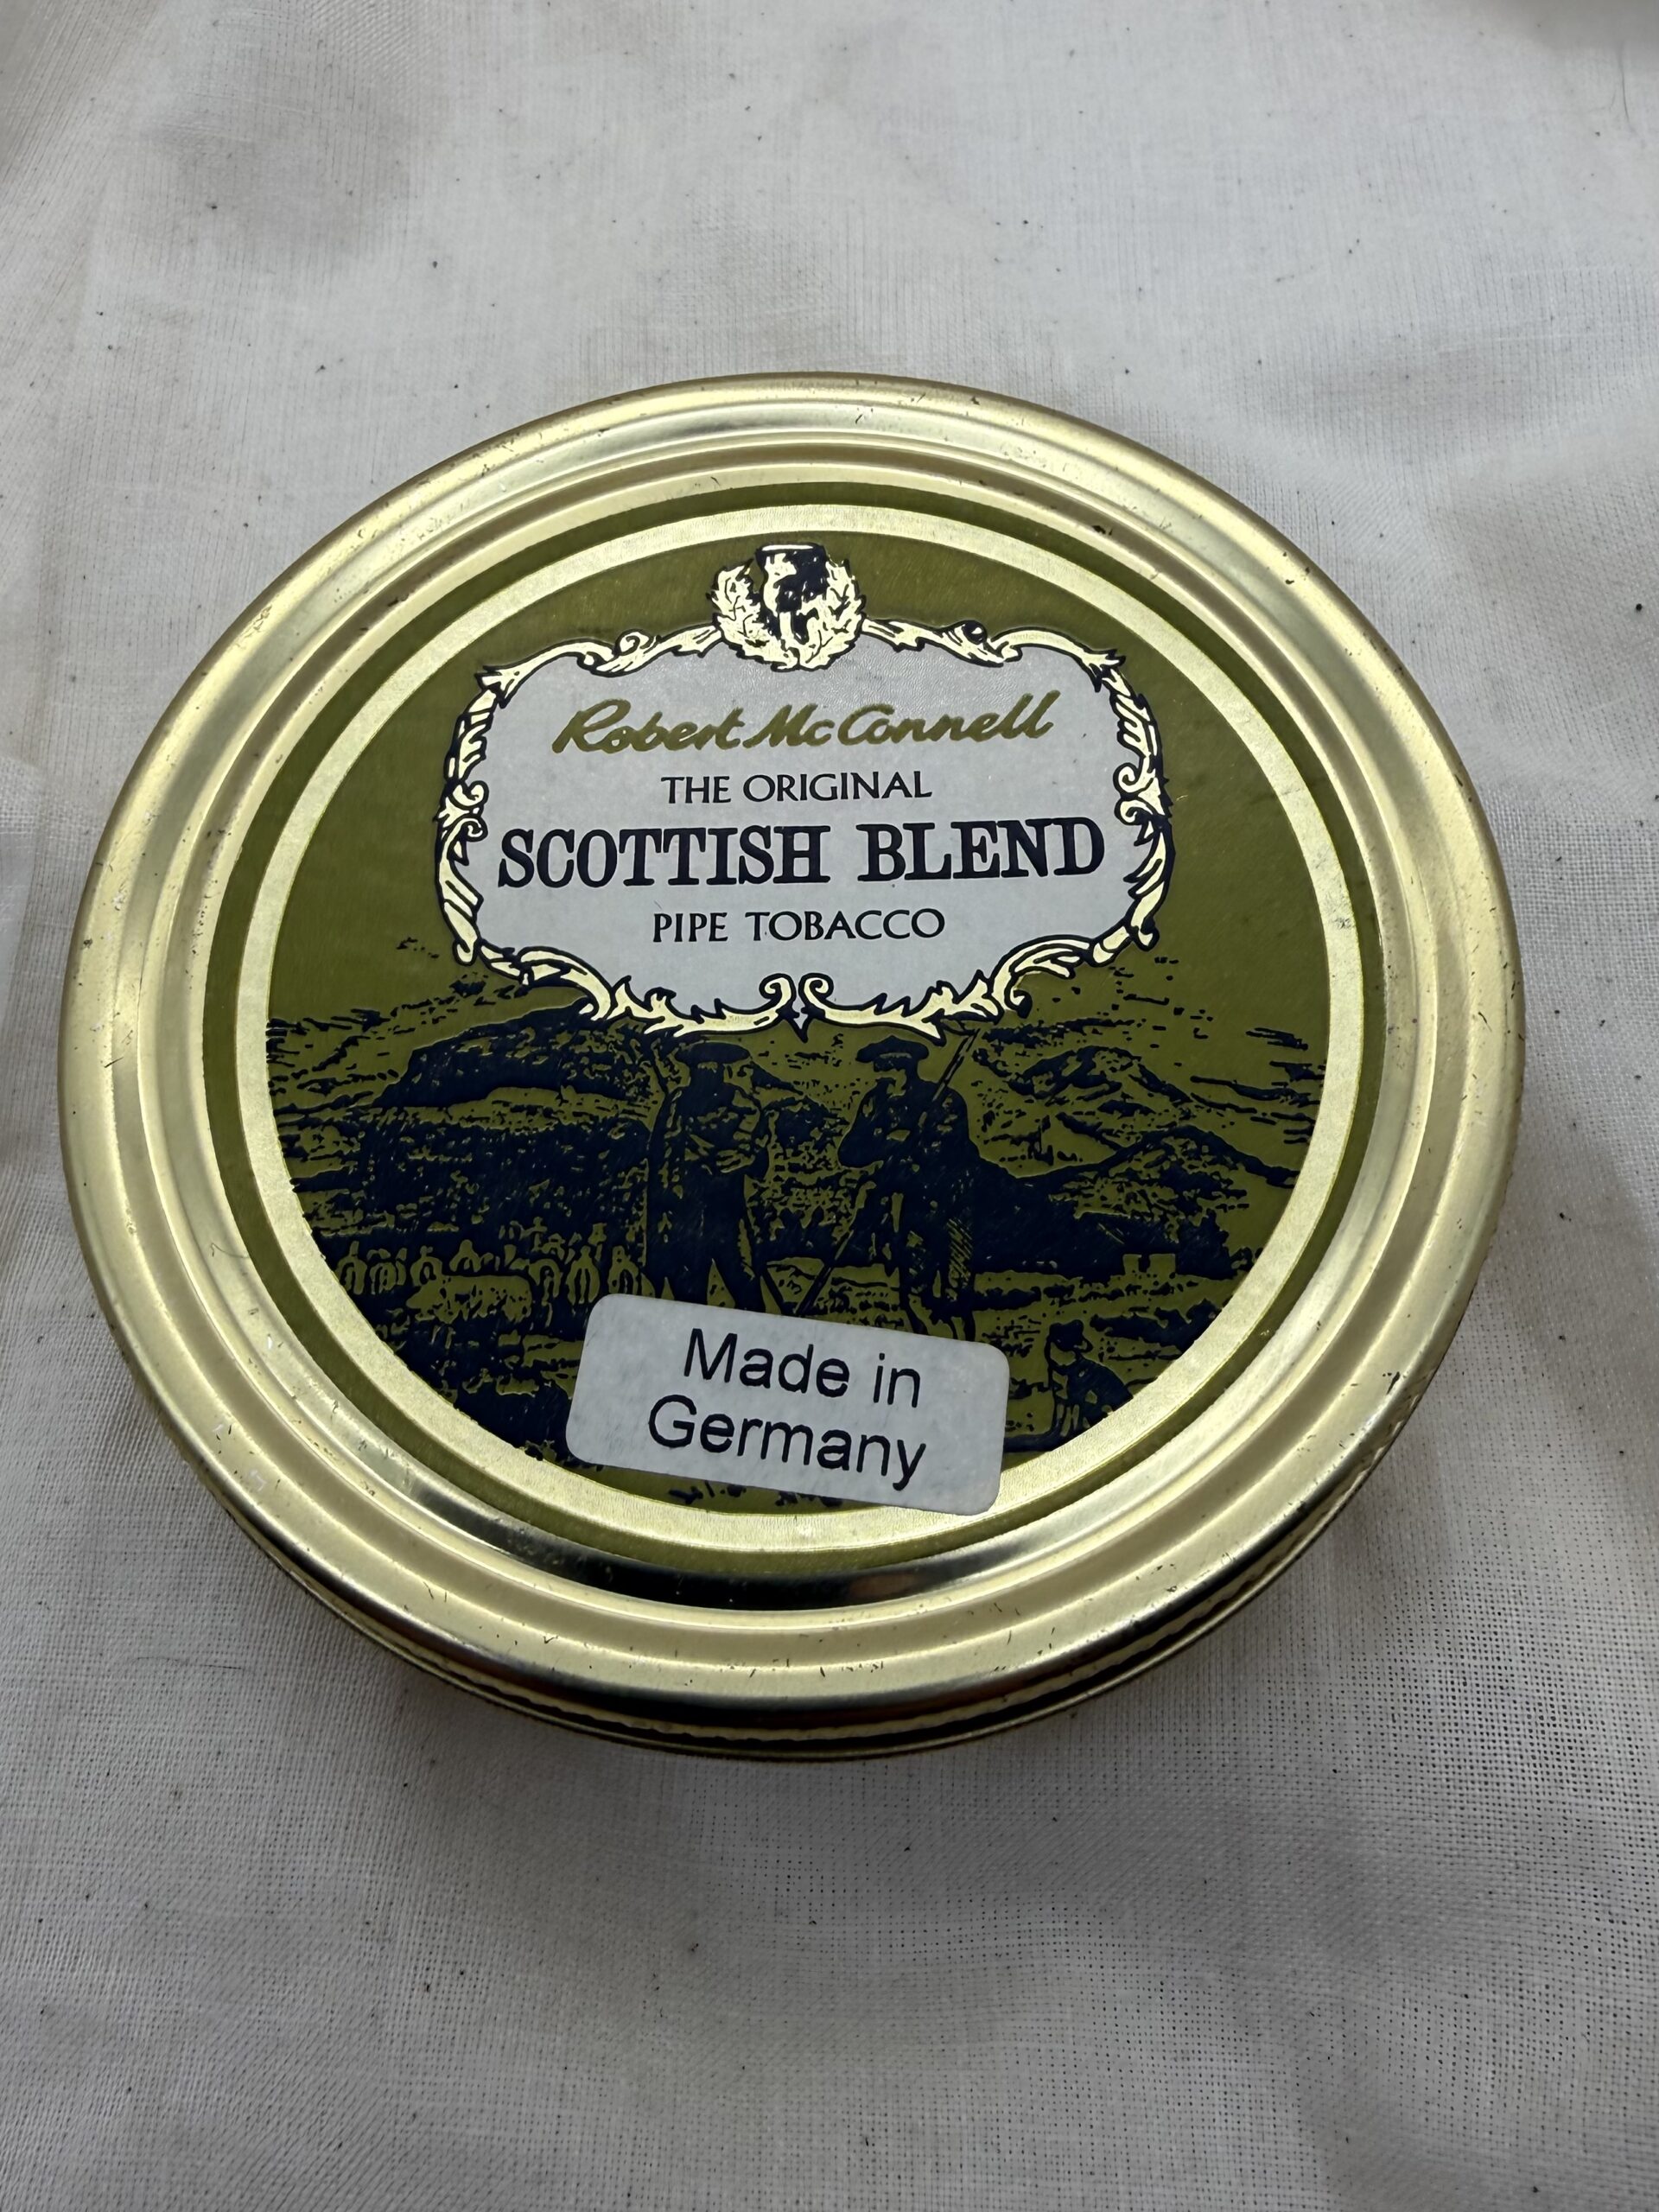 Robert McConnell
THE ORIGINAL
SCOTTISH BLEND
PIPE TOBACCO
Made in
Germany